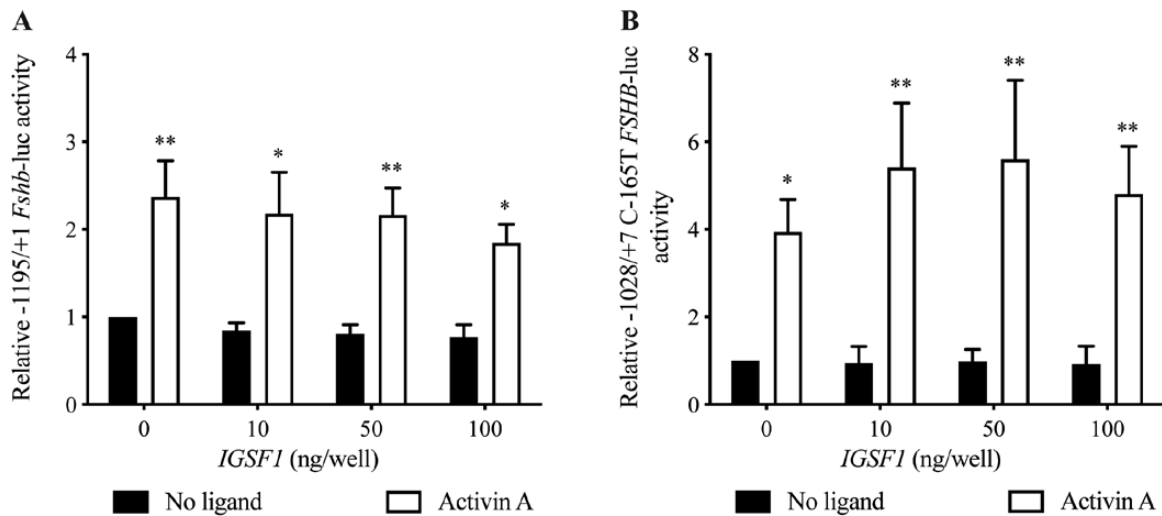 A
Relative -1195/+1 Fshb-luc activity
4
3
2
1
0
**
*
**
*
0 10 50 100
IGSF1 (ng/well)
No ligand Activin A
B
Relative -1028/+7 C-165T FSHB-luc
activity
8
6
4
2
0
*
**
**
**
0 10 50 100
IGSF1 (ng/well)
No ligand Activin A